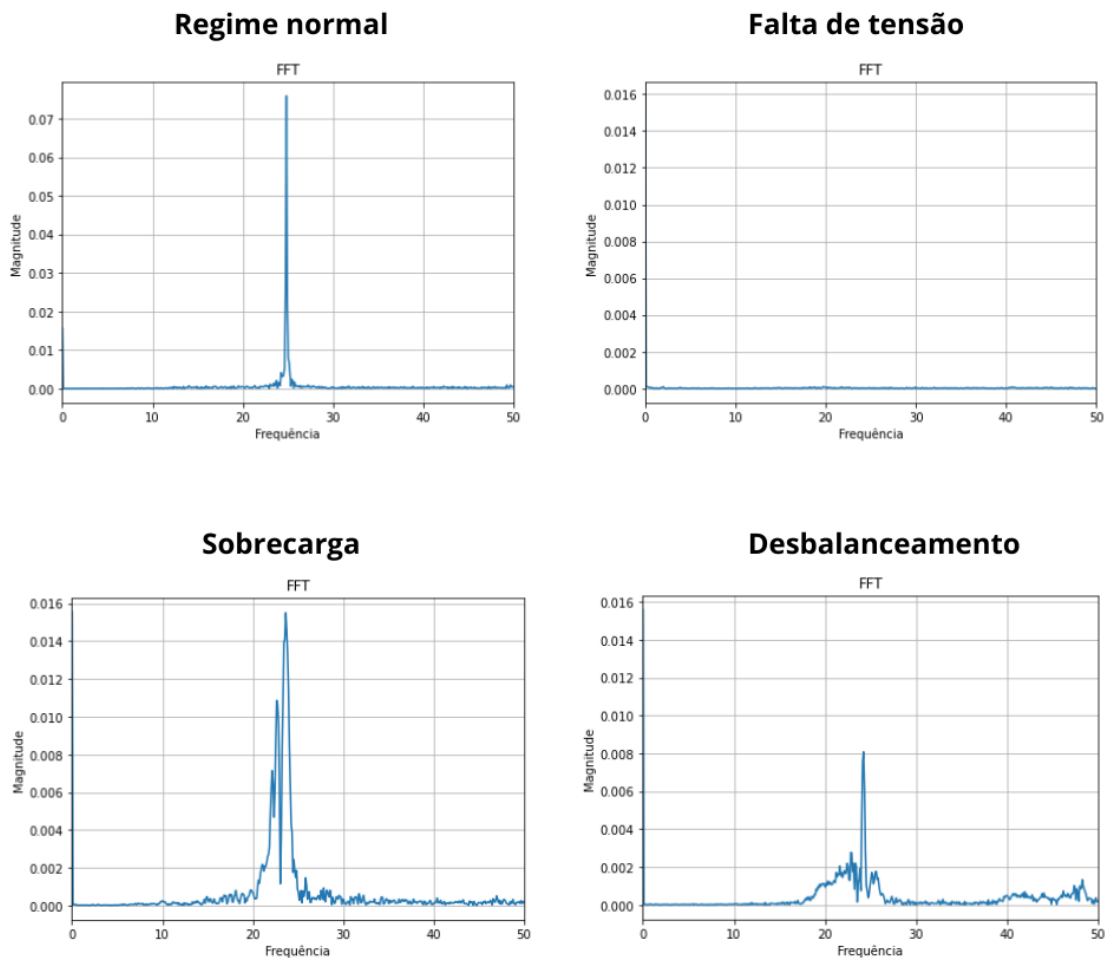 Regime normal
FFT
Magnitude
0.07
0.06
0.05
0.04
0.03
0.02
0.01
0.00
0 10 20 30 40 50
Frequência
Falta de tensão
FFT
Magnitude
0.016
0.014
0.012
0.010
0.008
0.006
0.004
0.002
0.000
0 10 20 30 40 50
Frequência
Sobrecarga
FFT
Magnitude
0.016
0.014
0.012
0.010
0.008
0.006
0.004
0.002
0.000
0 10 20 30 40 50
Frequência
Desbalanceamento
FFT
Magnitude
0.016
0.014
0.012
0.010
0.008
0.006
0.004
0.002
0.000
0 10 20 30 40 50
Frequência